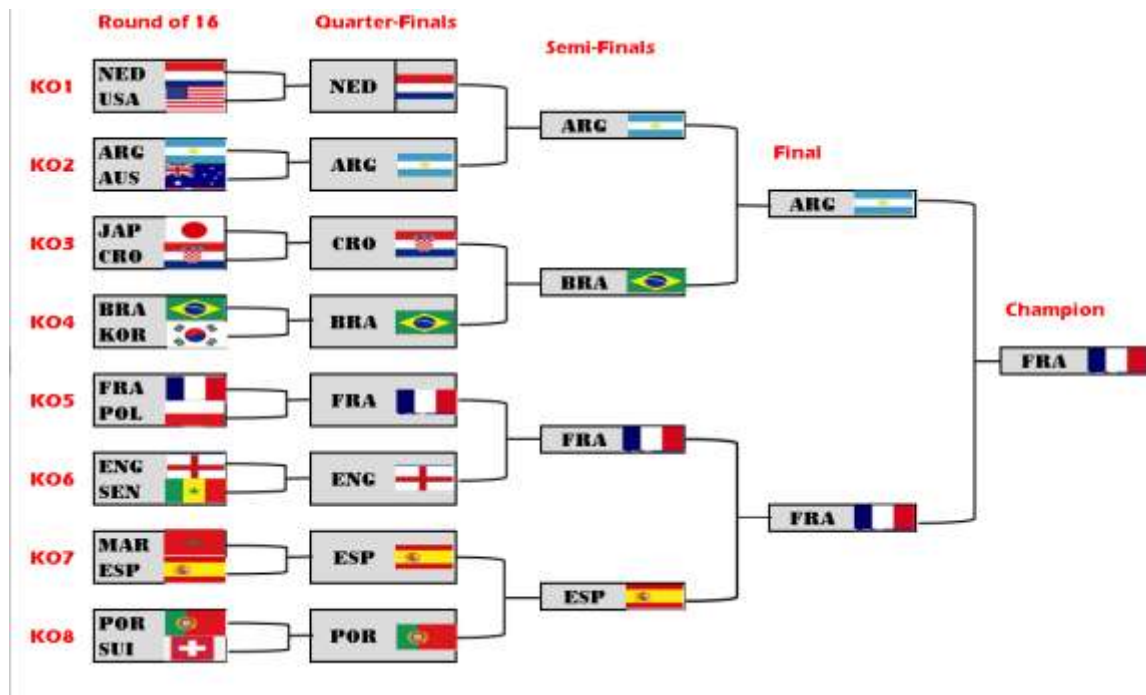 Round of 16
Quarter-Finals
Semi-Finals
Final
Champion
KO1
NED
USA
KO2
ARG
AUS
KO3
JAP
CRO
KO4
BRA
KOR
KO5
FRA
POL
KO6
ENG
SEN
KO7
MAR
ESP
KO8
POR
SUI
NED
ARG
CRO
BRA
FRA
ENG
ESP
POR
ARG
BRA
FRA
ESP
ARG
FRA
FRA